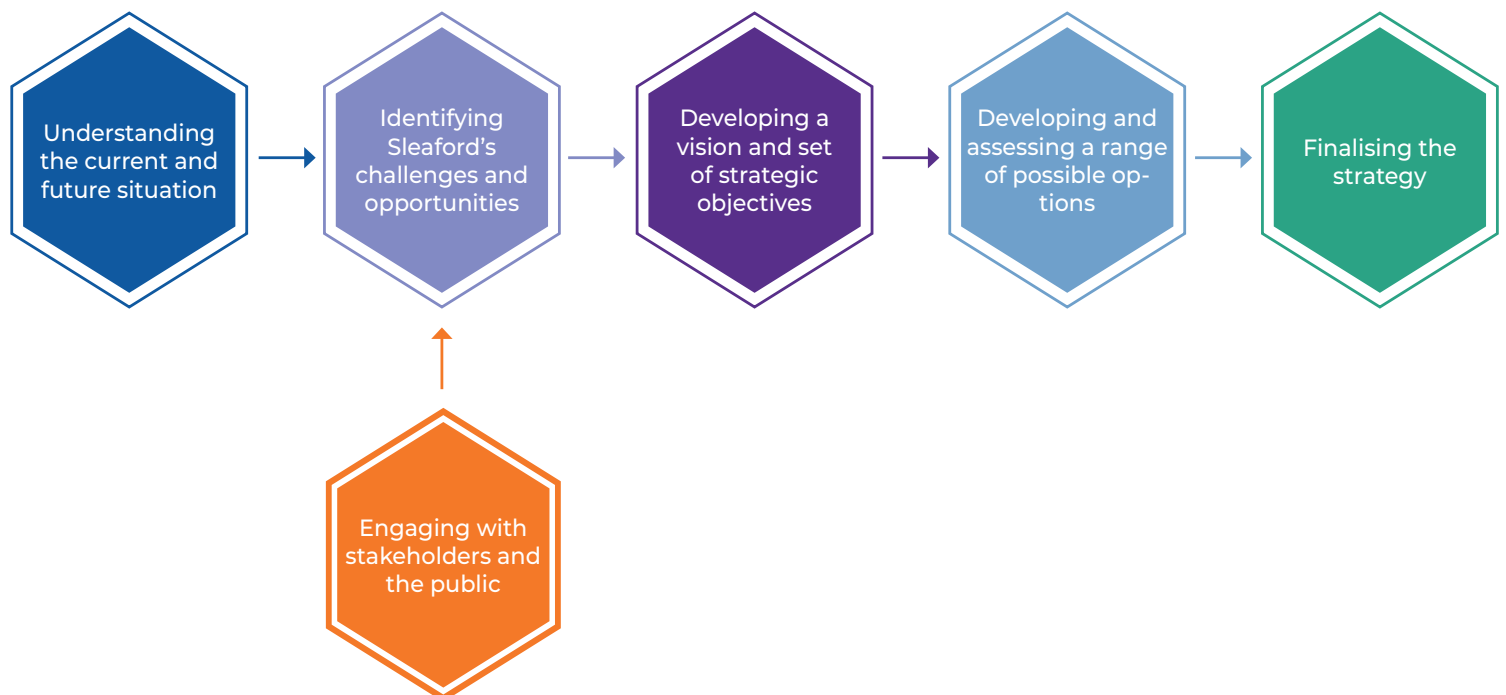 Understanding
the current and
future situation
Identifying
Sleaford’s
challenges and
opportunities
Developing a
vision and set
of strategic
objectives
Developing and
assessing a range
of possible op-
tions
Finalising the
strategy
Engaging with
stakeholders and
the public